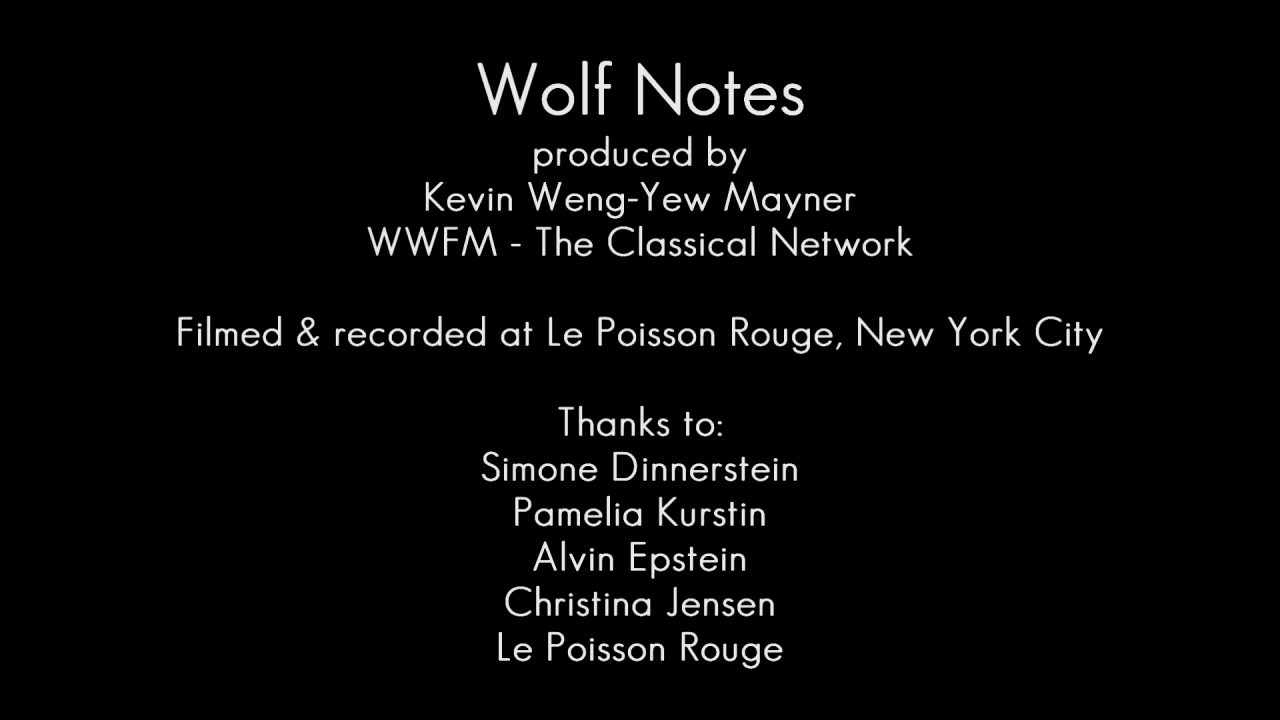 Wolf Notes
produced by
Kevin Weng-Yew Mayner
WWFM - The Classical Network
Filmed & recorded at Le Poisson Rouge, New York City
Thanks to:
Simone Dinnerstein
Pamelia Kurstin
Alvin Epstein
Christina Jensen
Le Poisson Rouge